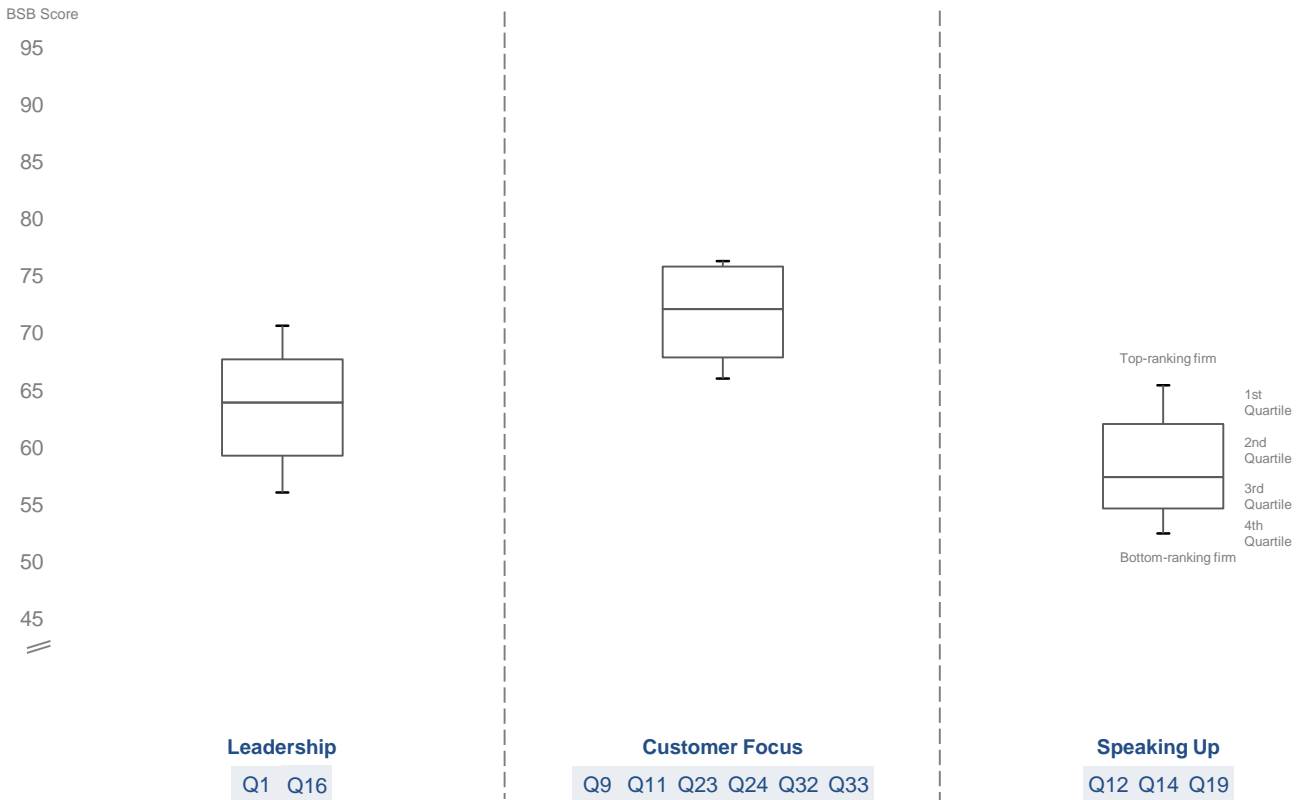 BSB Score
95
90
85
80
75
70
65
60
55
50
45
Top-ranking firm
1st
Quartile
2nd
Quartile
3rd
Quartile
4th
Quartile
Bottom-ranking firm
Leadership
Q1 Q16
Customer Focus
Q9 Q11 Q23 Q24 Q32 Q33
Speaking Up
Q12 Q14 Q19